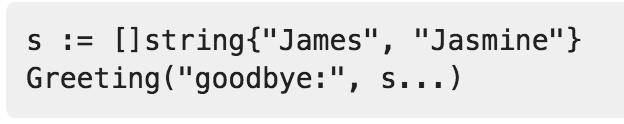 s := []string{"James", "Jasmine"}
Greeting("goodbye:", s...)